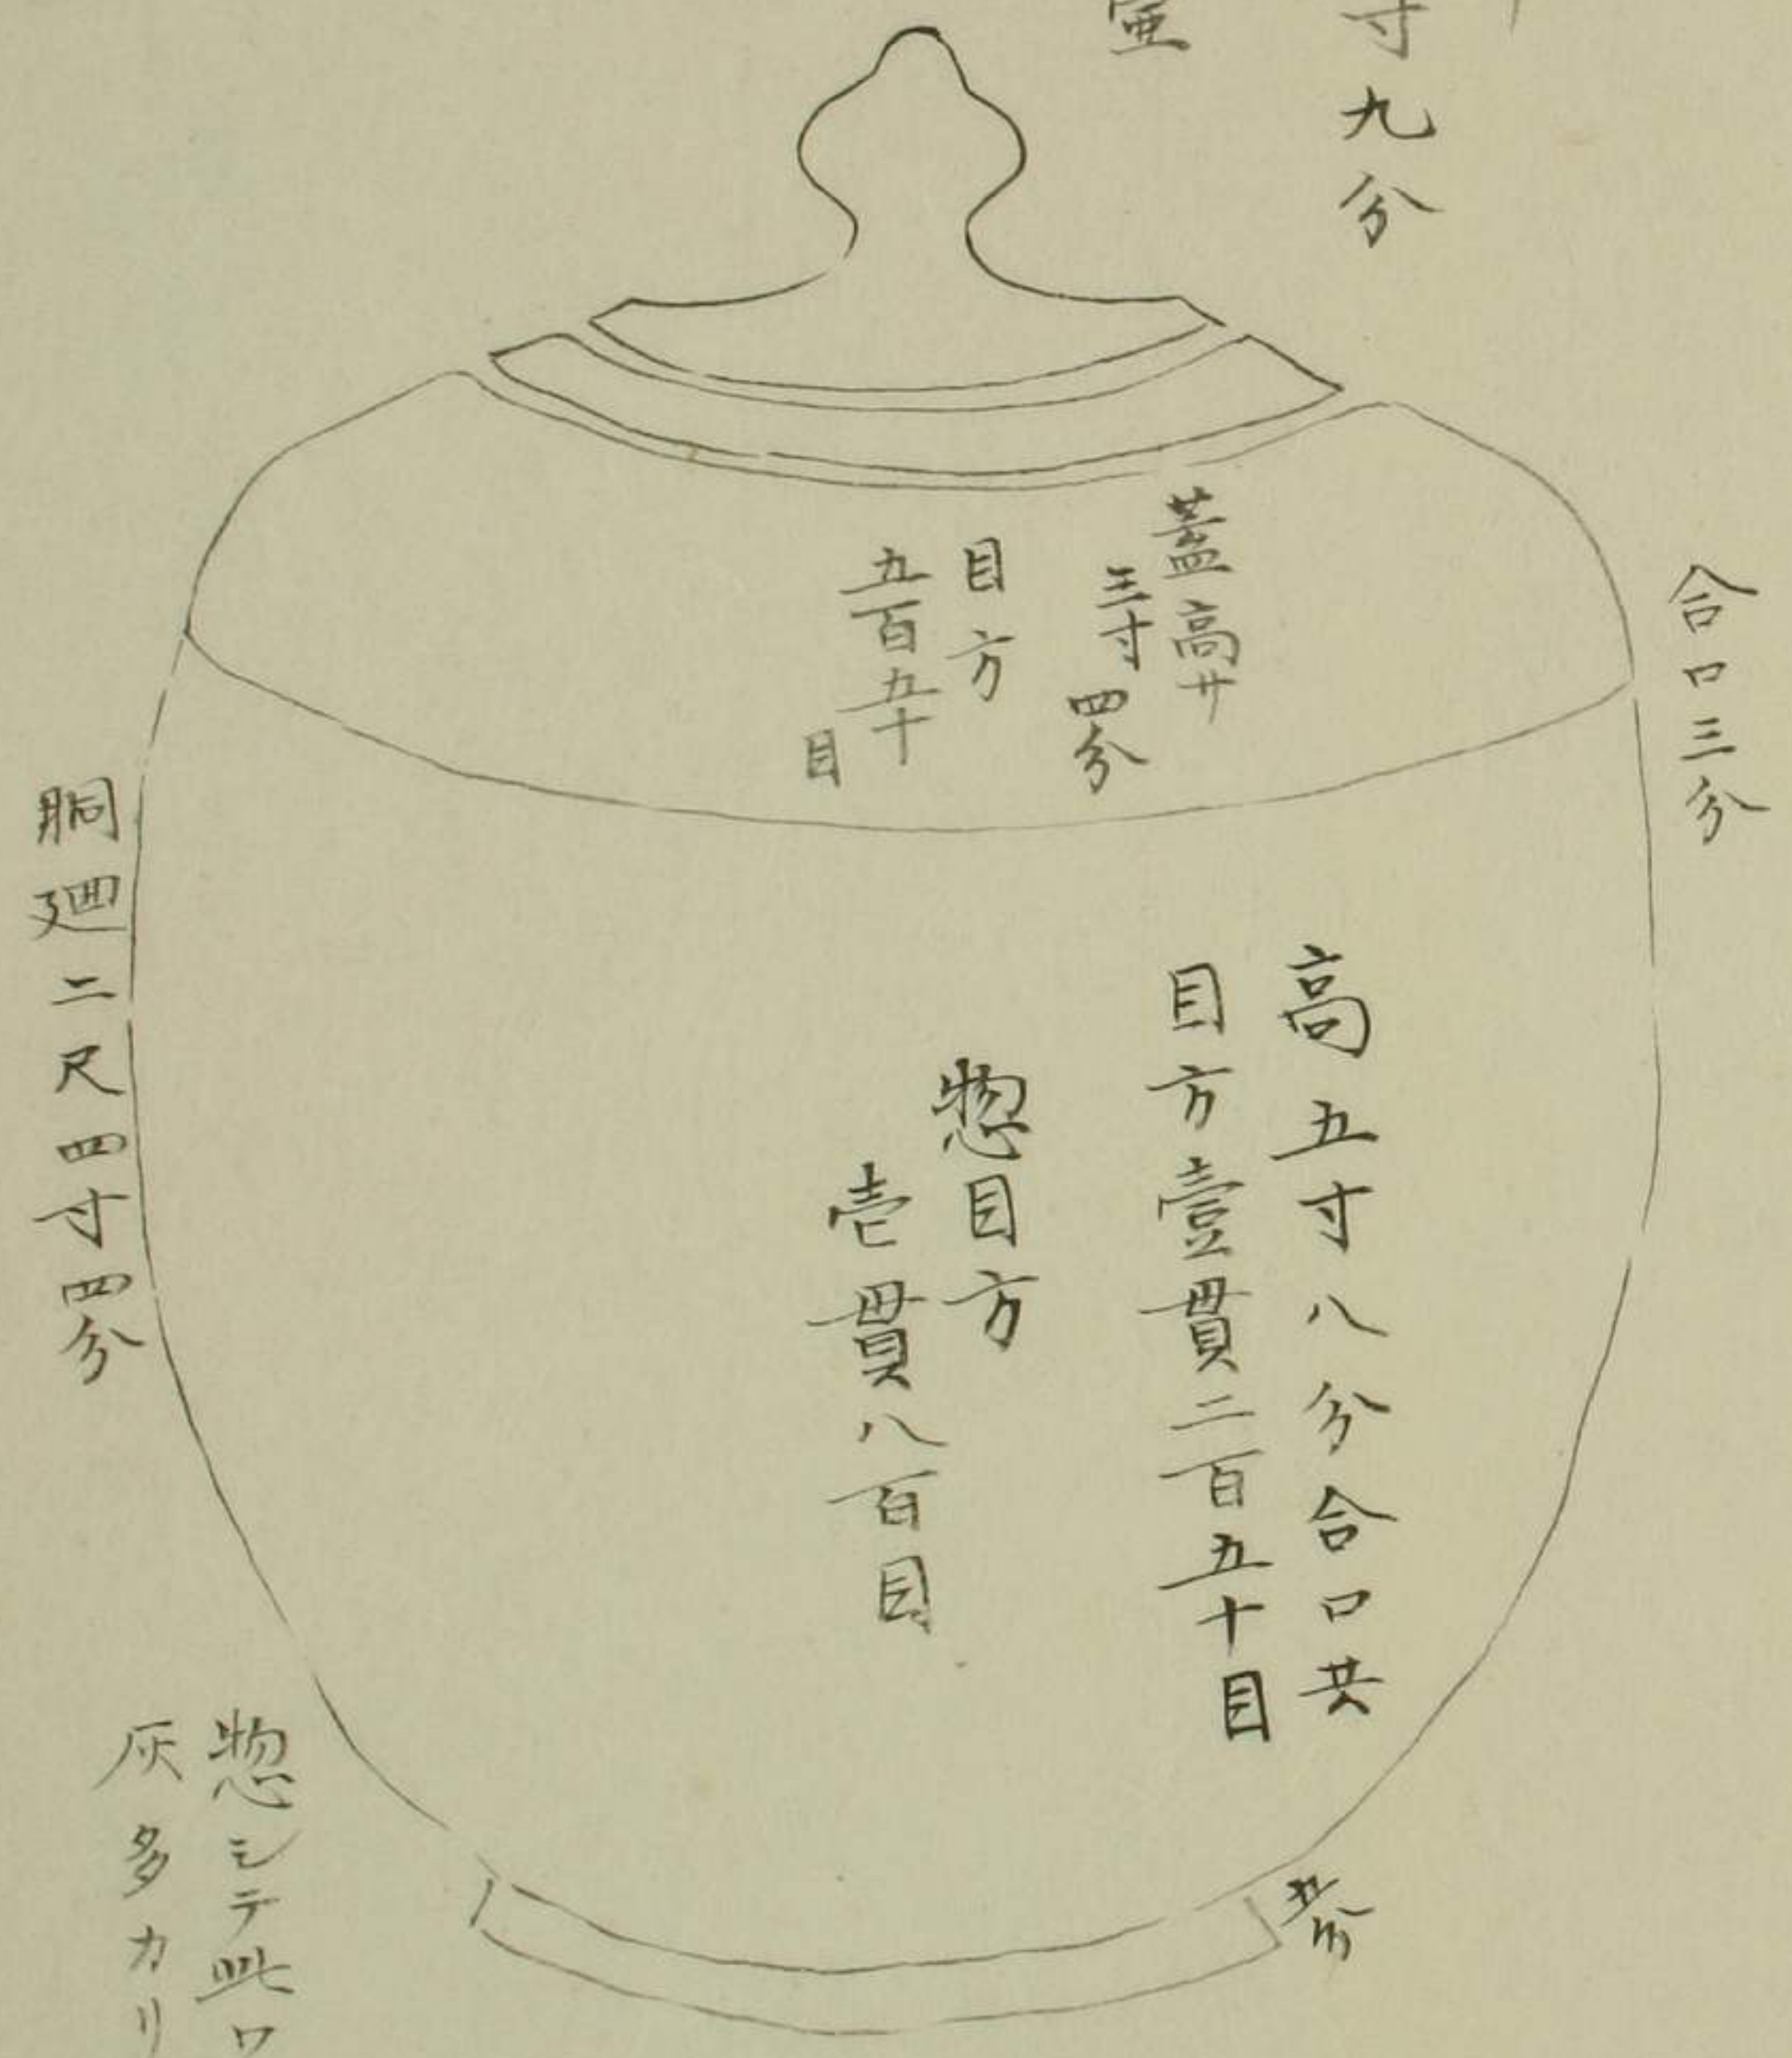 寸九分
合口三分
蓋高サ
三寸四分
目方
五百五十目
高五寸八分合口共
目方壹貫二百五十目
惣目方
壱貫八百目
五分
胴廻二尺四寸四分
惣シテ此
灰多カリ